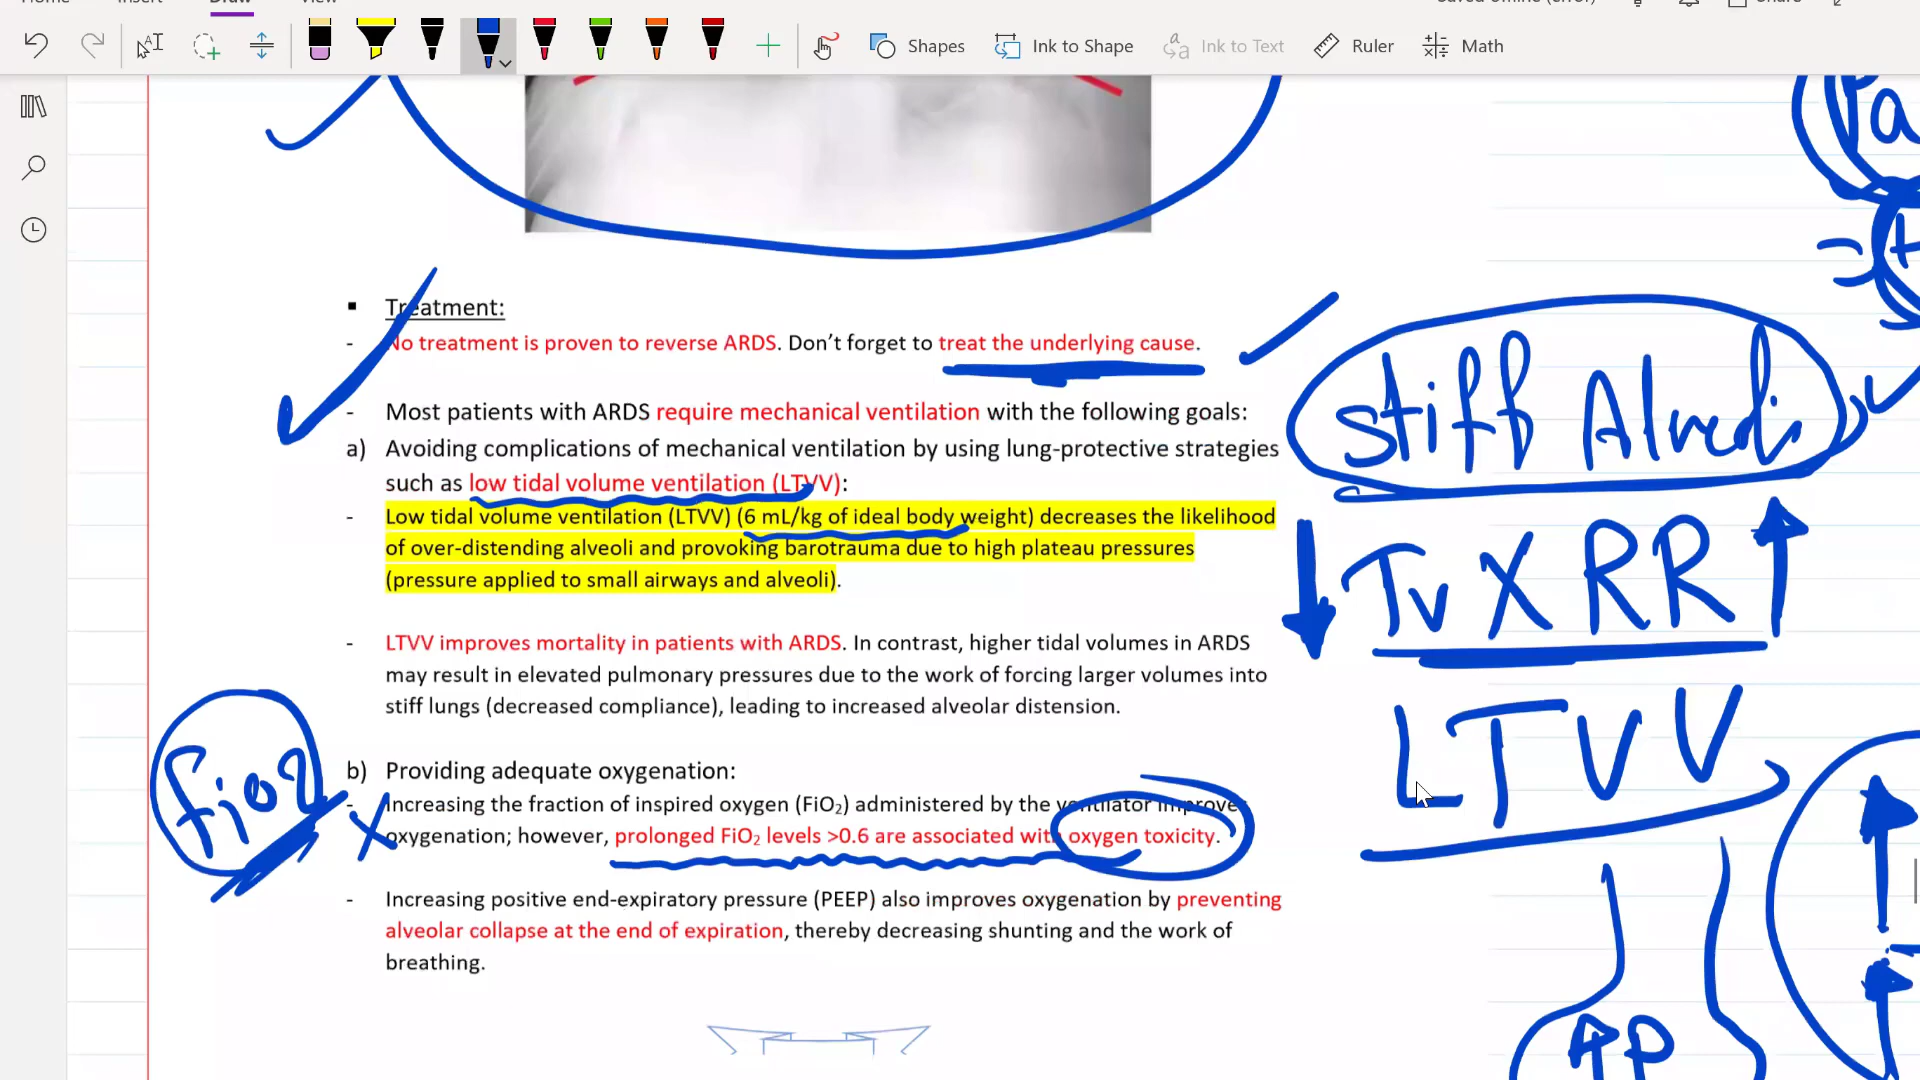 Home Insert Draw View Saved online (error) Share
Shapes Ink to Shape Ink to Text Ruler Math
Pa
▪ Treatment:
- No treatment is proven to reverse ARDS. Don’t forget to treat the underlying cause.
stiff Alveoli
- Most patients with ARDS require mechanical ventilation with the following goals:
a) Avoiding complications of mechanical ventilation by using lung-protective strategies
such as low tidal volume ventilation (LTVV):
- Low tidal volume ventilation (LTVV) (6 mL/kg of ideal body weight) decreases the likelihood
of over-distending alveoli and provoking barotrauma due to high plateau pressures
(pressure applied to small airways and alveoli).
↓ Tv X RR ↑
- LTVV improves mortality in patients with ARDS. In contrast, higher tidal volumes in ARDS
may result in elevated pulmonary pressures due to the work of forcing larger volumes into
stiff lungs (decreased compliance), leading to increased alveolar distension.
LTVV
fio2
b) Providing adequate oxygenation:
- Increasing the fraction of inspired oxygen (FiO₂) administered by the ventilator improves
oxygenation; however, prolonged FiO₂ levels >0.6 are associated with oxygen toxicity.
- Increasing positive end-expiratory pressure (PEEP) also improves oxygenation by preventing
alveolar collapse at the end of expiration, thereby decreasing shunting and the work of
breathing.
↑P